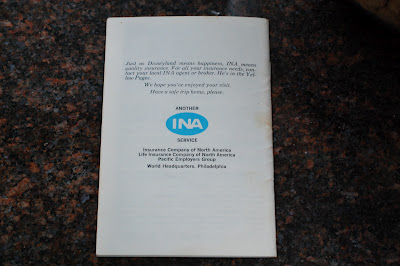 Just as Disneyland means happiness, INA means
quality insurance. For all your insurance needs, con-
tact your local INA agent or broker. He's in the Yel-
low Pages.
We hope you've enjoyed your visit.
Have a safe trip home, please.
ANOTHER
INA
SERVICE
Insurance Company of North America
Life Insurance Company of North America
Pacific Employers Group
World Headquarters, Philadelphia